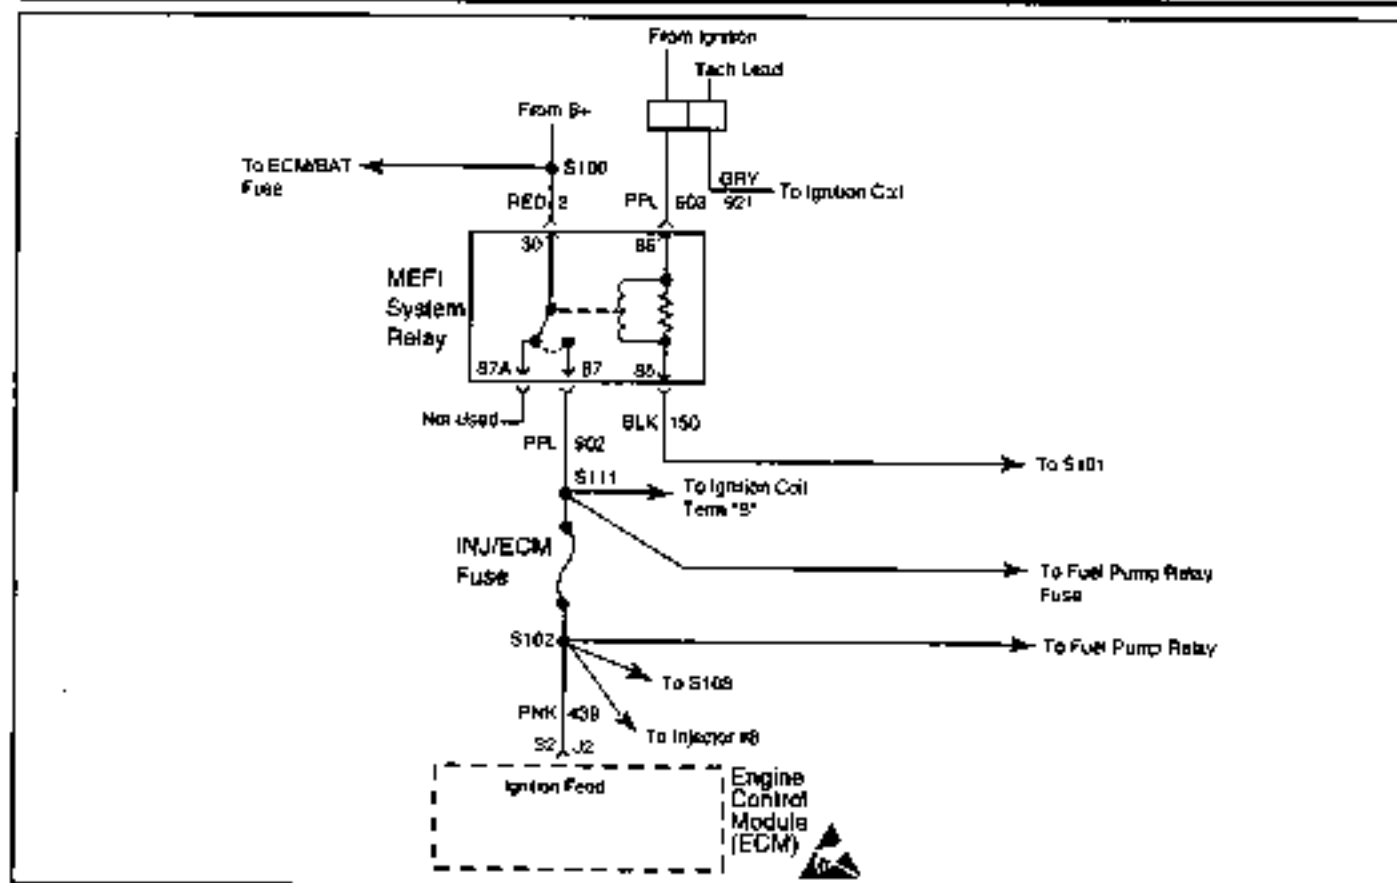 From Ignition
Tach Lead
From B+
To ECM/BAT
Fuse
S100
GRY
921
To Ignition Coil
RED 2
PPL 903
30
86
MEFI
System
Relay
87A
87
85
Not Used
BLK 150
PPL 902
To S101
S111
To Ignition Coil
Term "B"
INJ/ECM
Fuse
To Fuel Pump Relay
Fuse
S102
To Fuel Pump Relay
PNK 439
J2
Ignition Feed
Engine
Control
Module
(ECM)